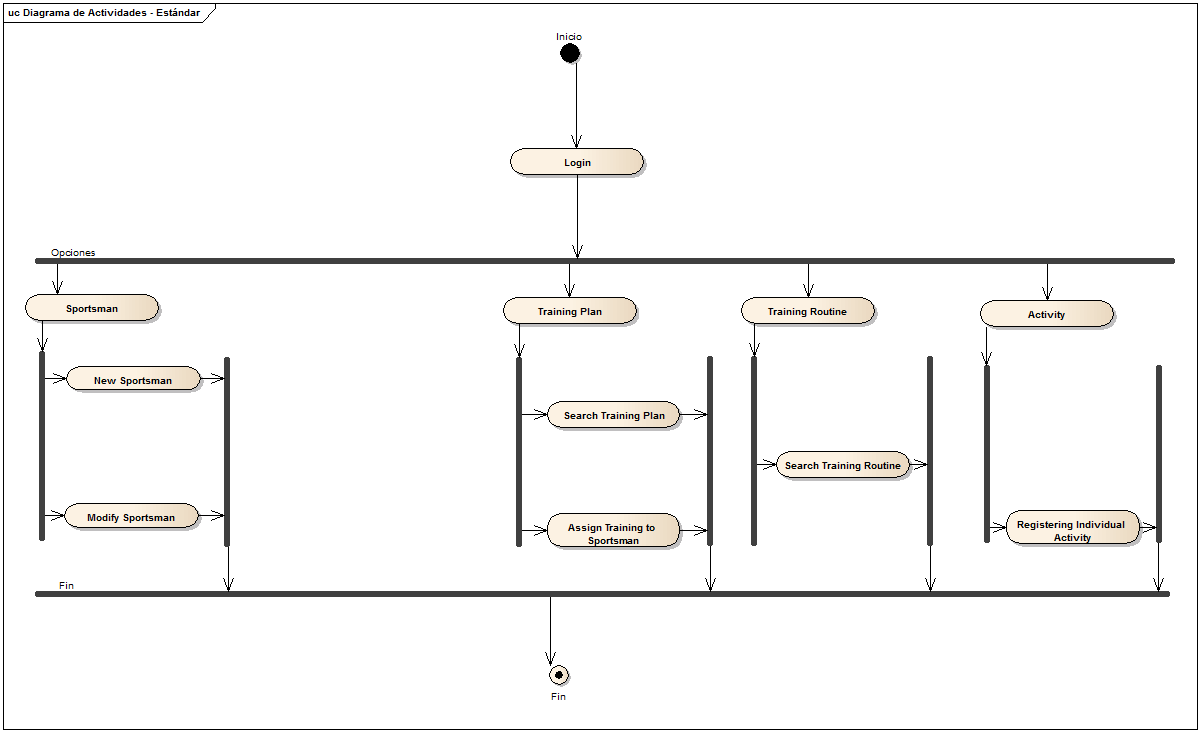 uc Diagrama de Actividades - Estándar
Inicio
Login
Opciones
Sportsman
Training Plan
Training Routine
Activity
New Sportsman
Search Training Plan
Search Training Routine
Modify Sportsman
Assign Training to
Sportsman
Registering Individual
Activity
Fin
Fin